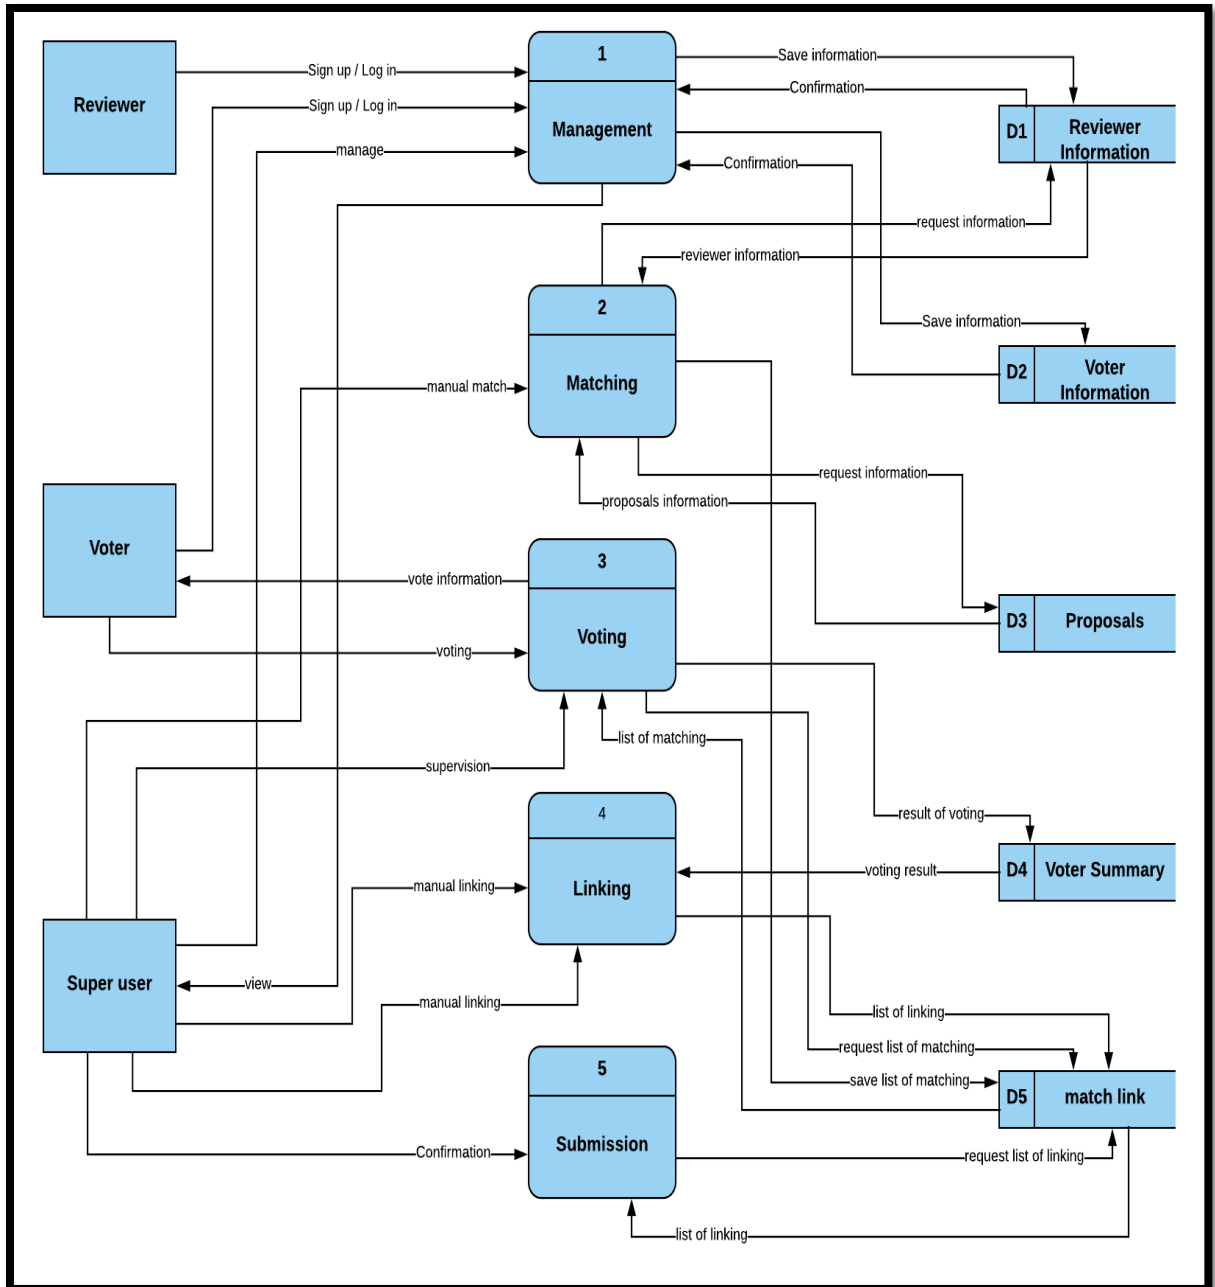 1
Save information
Sign up / Log in
Confirmation
Reviewer
Sign up / Log in
Management
D1
Reviewer
Information
manage
Confirmation
request information
reviewer information
2
Save information
Matching
manual match
D2
Voter
Information
request information
proposals information
Voter
3
vote information
Voting
voting
D3
Proposals
list of matching
supervision
4
result of voting
manual linking
Linking
voting result
D4
Voter Summary
Super user
view
manual linking
list of linking
request list of matching
5
save list of matching
D5
match link
Submission
Confirmation
request list of linking
list of linking